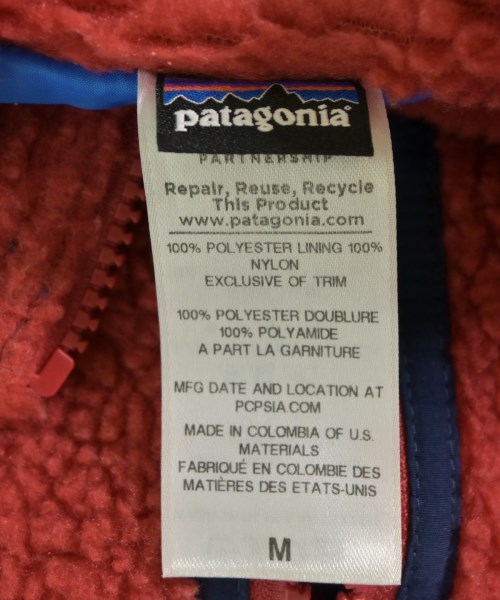 patagonia
PARTNERSHIP
Repair, Reuse, Recycle
This Product
www.patagonia.com
100% POLYESTER LINING 100%
NYLON
EXCLUSIVE OF TRIM
100% POLYESTER DOUBLURE
100% POLYAMIDE
A PART LA GARNITURE
MFG DATE AND LOCATION AT
PCPSIA.COM
MADE IN COLOMBIA OF U.S.
MATERIALS
FABRIQUÉ EN COLOMBIE DES
MATIÈRES DES ETATS-UNIS
M